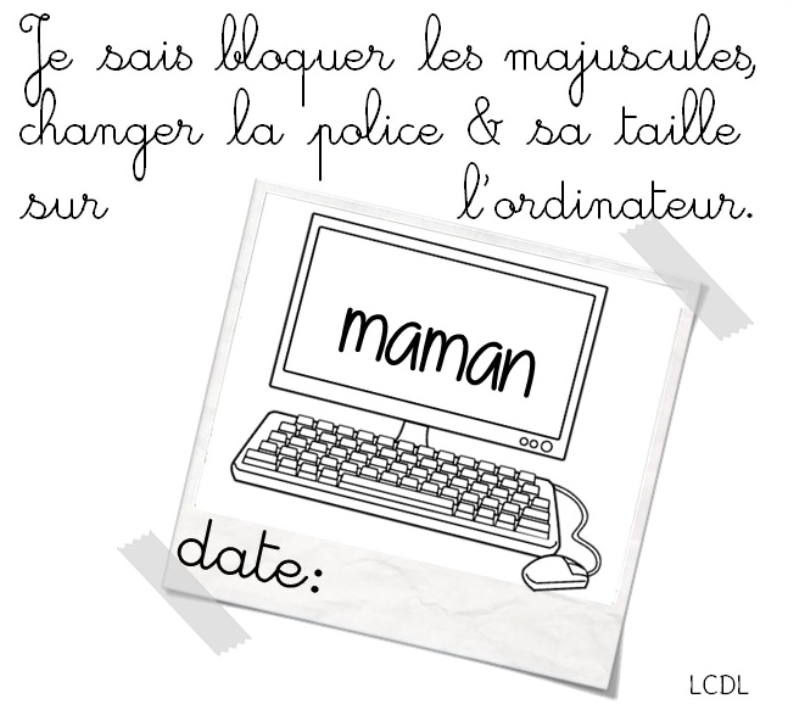 Je sais bloquer les majuscules,
changer la police & sa taille
sur l'ordinateur.
maman
date:
LCDL